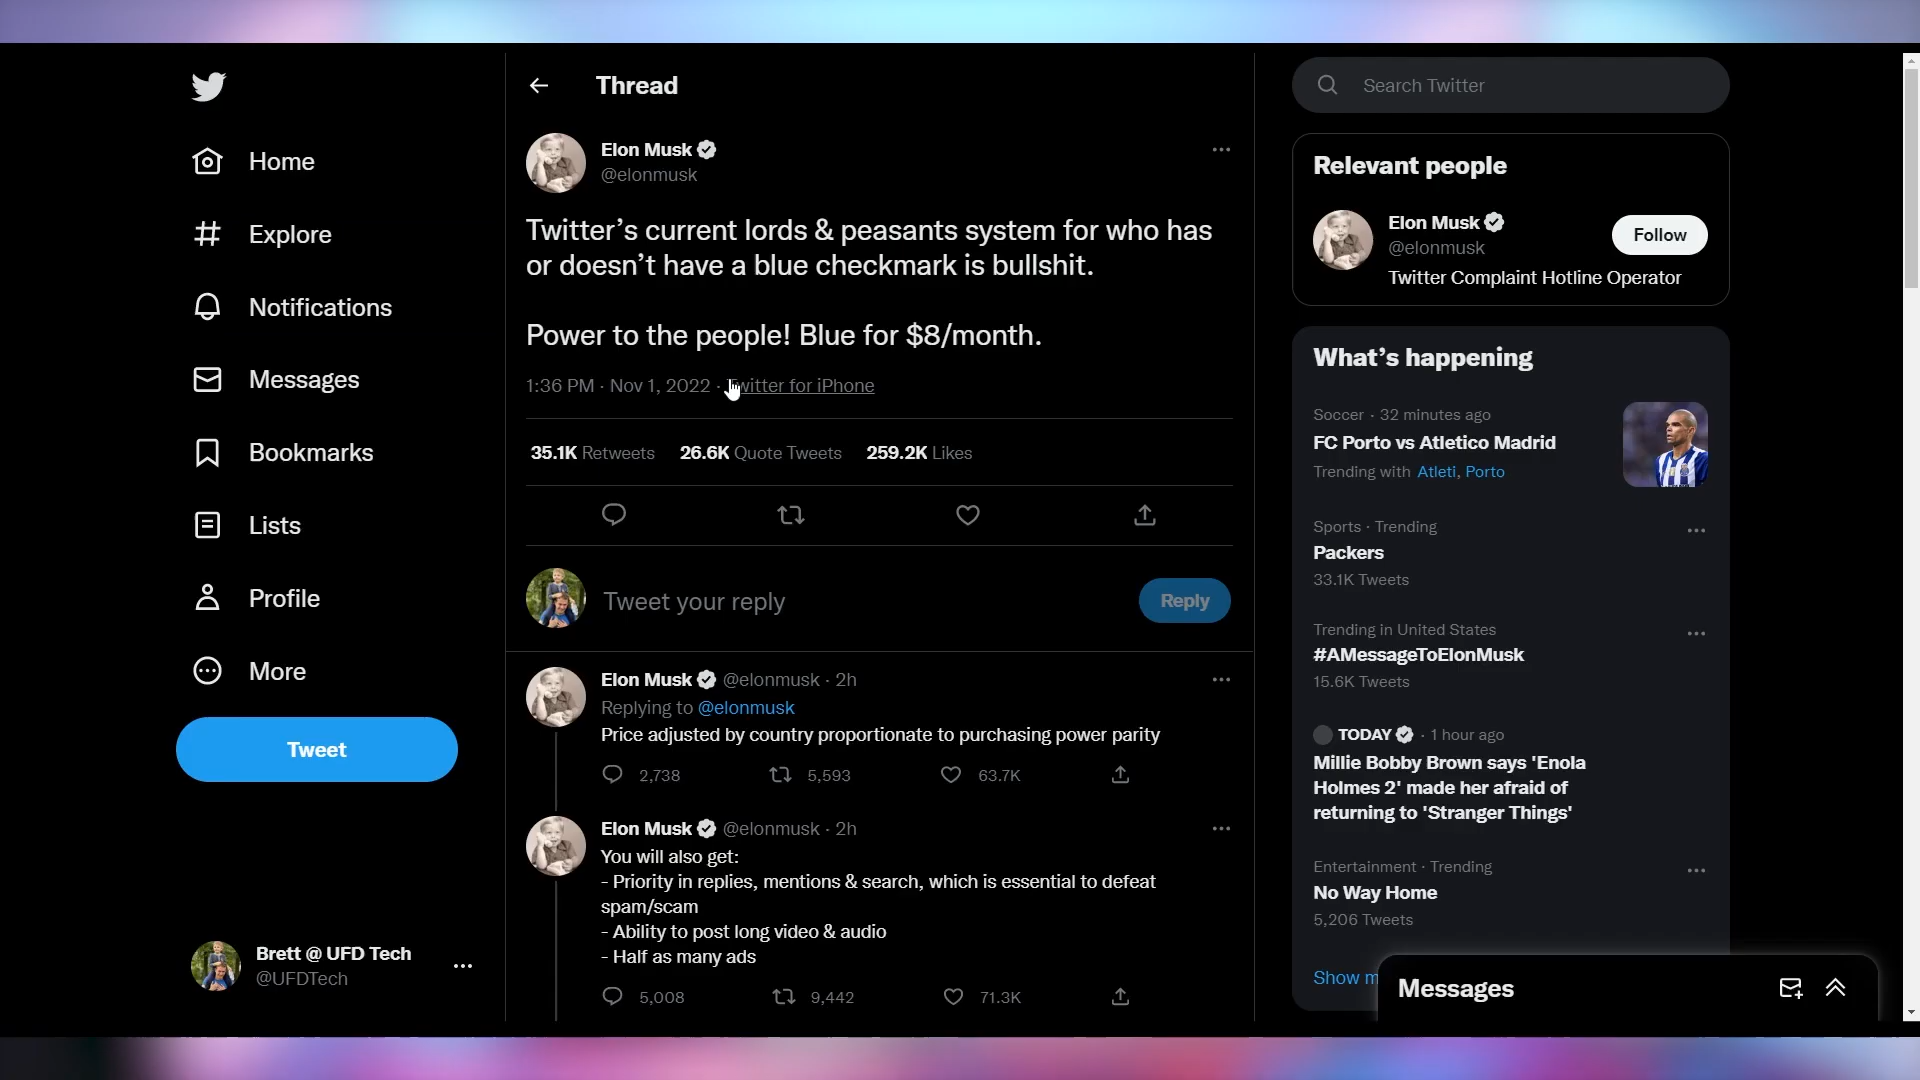 Home
Explore
Notifications
Messages
Bookmarks
Lists
Profile
More
Tweet
Brett @ UFD Tech
@UFDTech
Thread
Elon Musk
@elonmusk
Twitter’s current lords & peasants system for who has
or doesn’t have a blue checkmark is bullshit.
Power to the people! Blue for $8/month.
1:36 PM · Nov 1, 2022 · Twitter for iPhone
35.1K Retweets 26.6K Quote Tweets 259.2K Likes
Tweet your reply
Reply
Elon Musk @elonmusk · 2h
Replying to @elonmusk
Price adjusted by country proportionate to purchasing power parity
2,738 5,593 63.7K
Elon Musk @elonmusk · 2h
You will also get:
- Priority in replies, mentions & search, which is essential to defeat
spam/scam
- Ability to post long video & audio
- Half as many ads
5,008 9,442 71.3K
Search Twitter
Relevant people
Elon Musk
@elonmusk
Follow
Twitter Complaint Hotline Operator
What’s happening
Soccer · 32 minutes ago
FC Porto vs Atletico Madrid
Trending with Atleti, Porto
Sports · Trending
Packers
33.1K Tweets
Trending in United States
#AMessageToElonMusk
15.6K Tweets
TODAY · 1 hour ago
Millie Bobby Brown says 'Enola
Holmes 2' made her afraid of
returning to 'Stranger Things'
Entertainment · Trending
No Way Home
5,206 Tweets
Show m
Messages